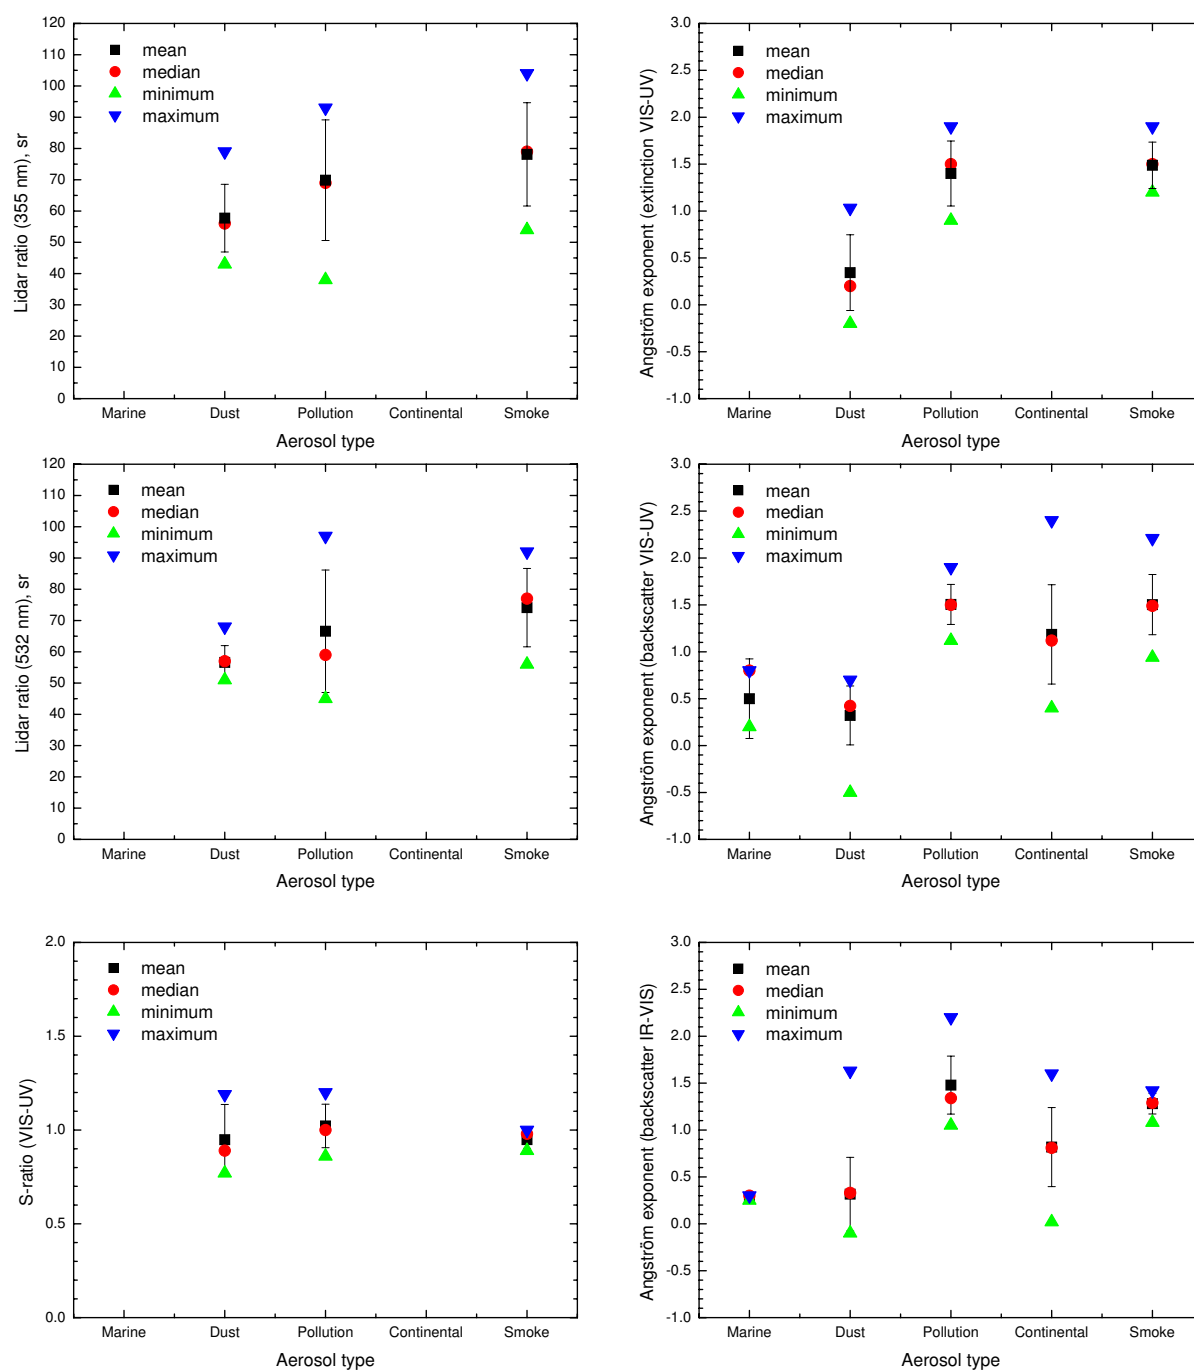 120
110
100
90
80
70
60
50
40
30
20
10
0
Lidar ratio (355 nm), sr
mean
median
minimum
maximum
Marine Dust Pollution Continental Smoke
Aerosol type
3.0
2.5
2.0
1.5
1.0
0.5
0.0
-0.5
-1.0
Angström exponent (extinction VIS-UV)
mean
median
minimum
maximum
Marine Dust Pollution Continental Smoke
Aerosol type
120
110
100
90
80
70
60
50
40
30
20
10
0
Lidar ratio (532 nm), sr
mean
median
minimum
maximum
Marine Dust Pollution Continental Smoke
Aerosol type
3.0
2.5
2.0
1.5
1.0
0.5
0.0
-0.5
-1.0
Angström exponent (backscatter VIS-UV)
mean
median
minimum
maximum
Marine Dust Pollution Continental Smoke
Aerosol type
2.0
1.5
1.0
0.5
0.0
S-ratio (VIS-UV)
mean
median
minimum
maximum
Marine Dust Pollution Continental Smoke
Aerosol type
3.0
2.5
2.0
1.5
1.0
0.5
0.0
-0.5
-1.0
Angström exponent (backscatter IR-VIS)
mean
median
minimum
maximum
Marine Dust Pollution Continental Smoke
Aerosol type